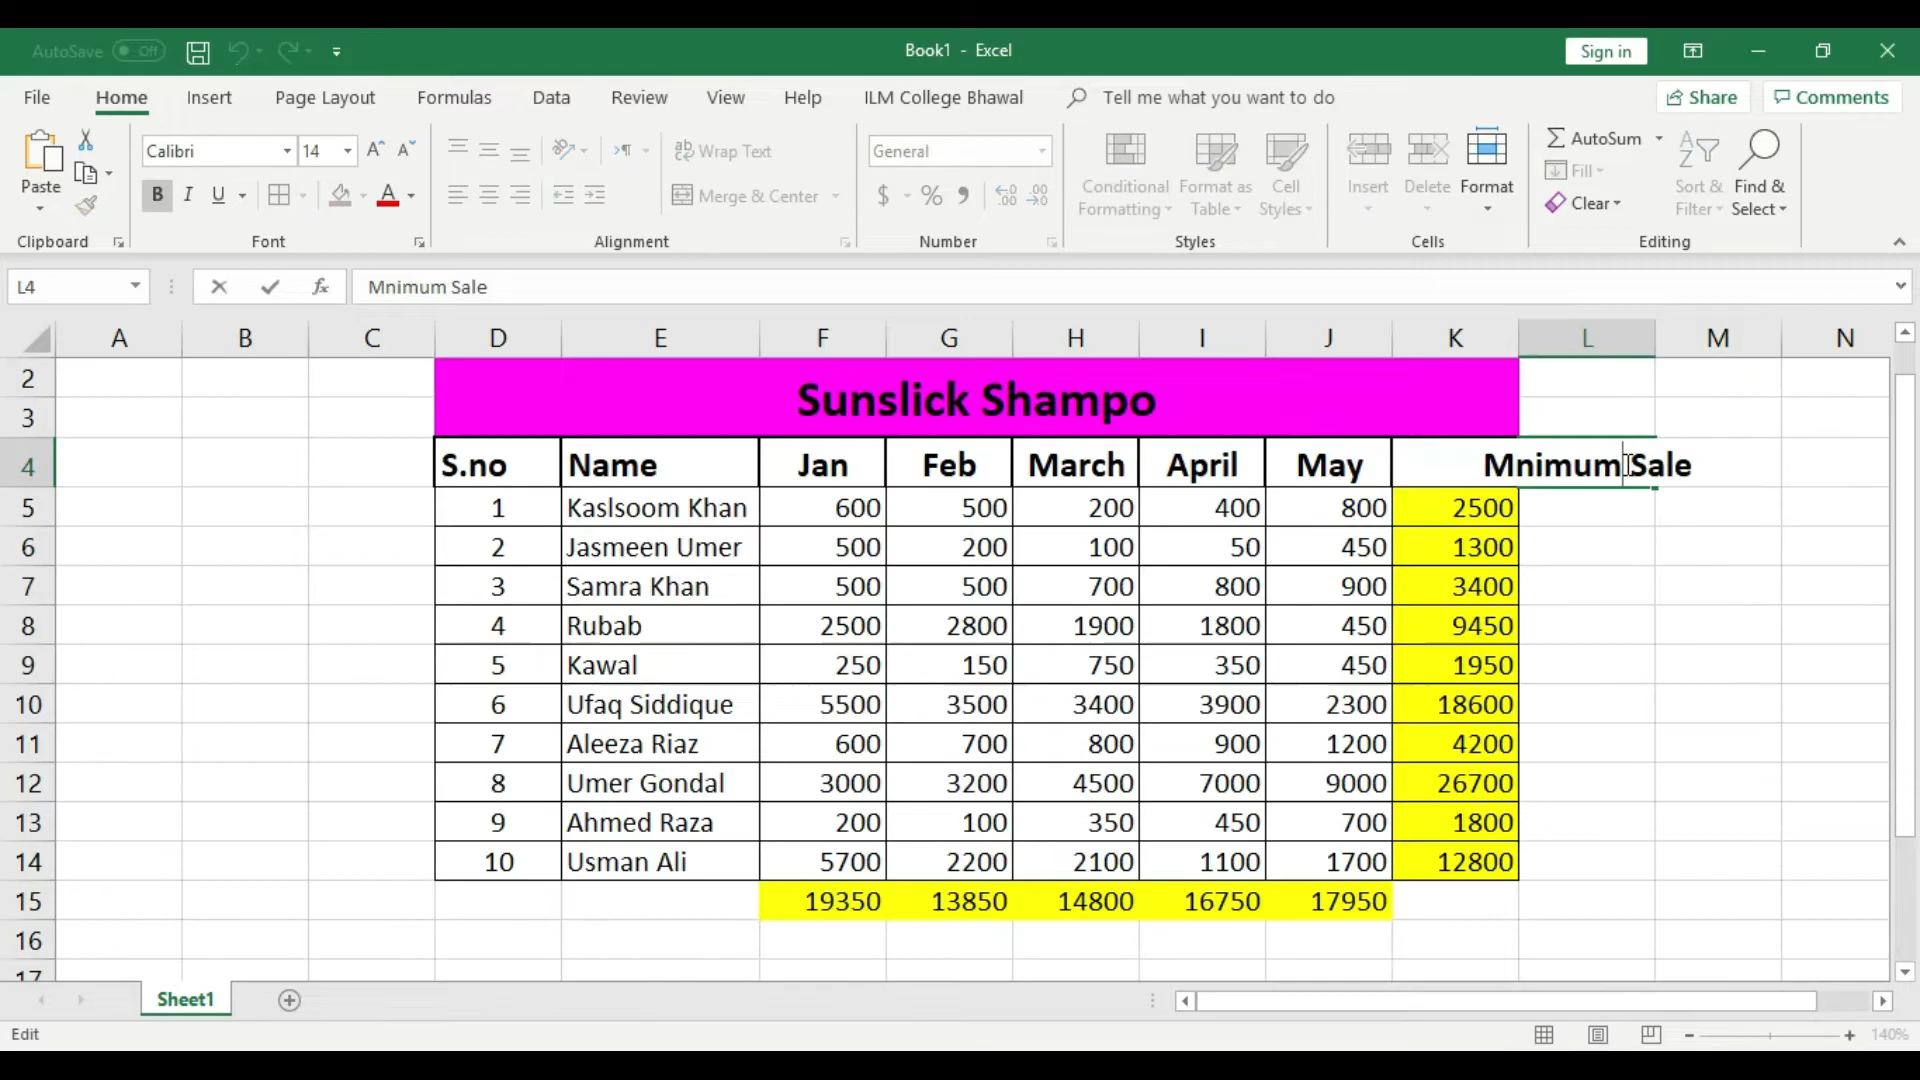 AutoSave Off
Book1 - Excel
Sign in
File Home Insert Page Layout Formulas Data Review View Help ILM College Bhawal Tell me what you want to do Share Comments
Paste
Clipboard
Calibri 14
B I U A
Font
ab Wrap Text
Merge & Center
Alignment
General
$ % 9
Number
Conditional Formatting
Format as Table
Cell Styles
Styles
Insert Delete Format
Cells
AutoSum
Fill
Clear
Sort & Filter
Find & Select
Editing
L4 fx Mnimum Sale
A B C D E F G H I J K L M N
2
3 Sunslick Shampo
4 S.no Name Jan Feb March April May Mnimum Sale
5 1 Kaslsoom Khan 600 500 200 400 800 2500
6 2 Jasmeen Umer 500 200 100 50 450 1300
7 3 Samra Khan 500 500 700 800 900 3400
8 4 Rubab 2500 2800 1900 1800 450 9450
9 5 Kawal 250 150 750 350 450 1950
10 6 Ufaq Siddique 5500 3500 3400 3900 2300 18600
11 7 Aleeza Riaz 600 700 800 900 1200 4200
12 8 Umer Gondal 3000 3200 4500 7000 9000 26700
13 9 Ahmed Raza 200 100 350 450 700 1800
14 10 Usman Ali 5700 2200 2100 1100 1700 12800
15 19350 13850 14800 16750 17950
16
17
Sheet1
Edit
140%